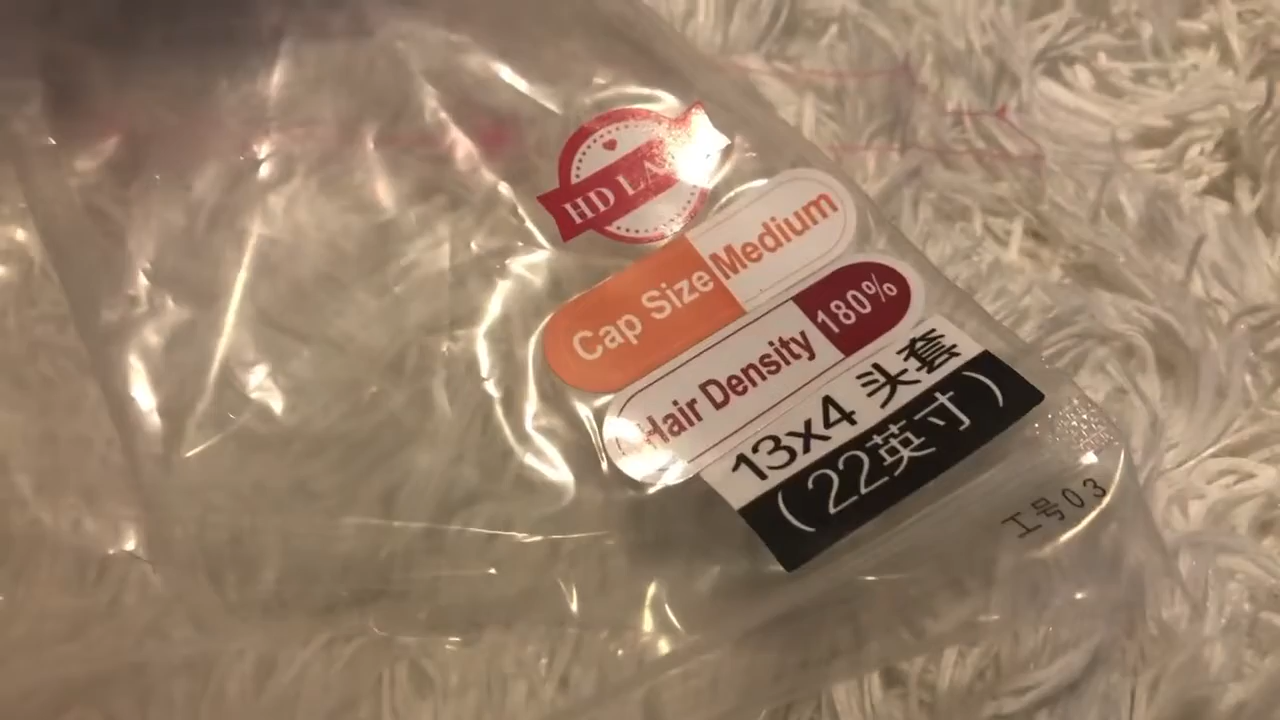 HD LA
Cap Size Medium
Hair Density 180%
13x4 头套
(22英寸)
工号03